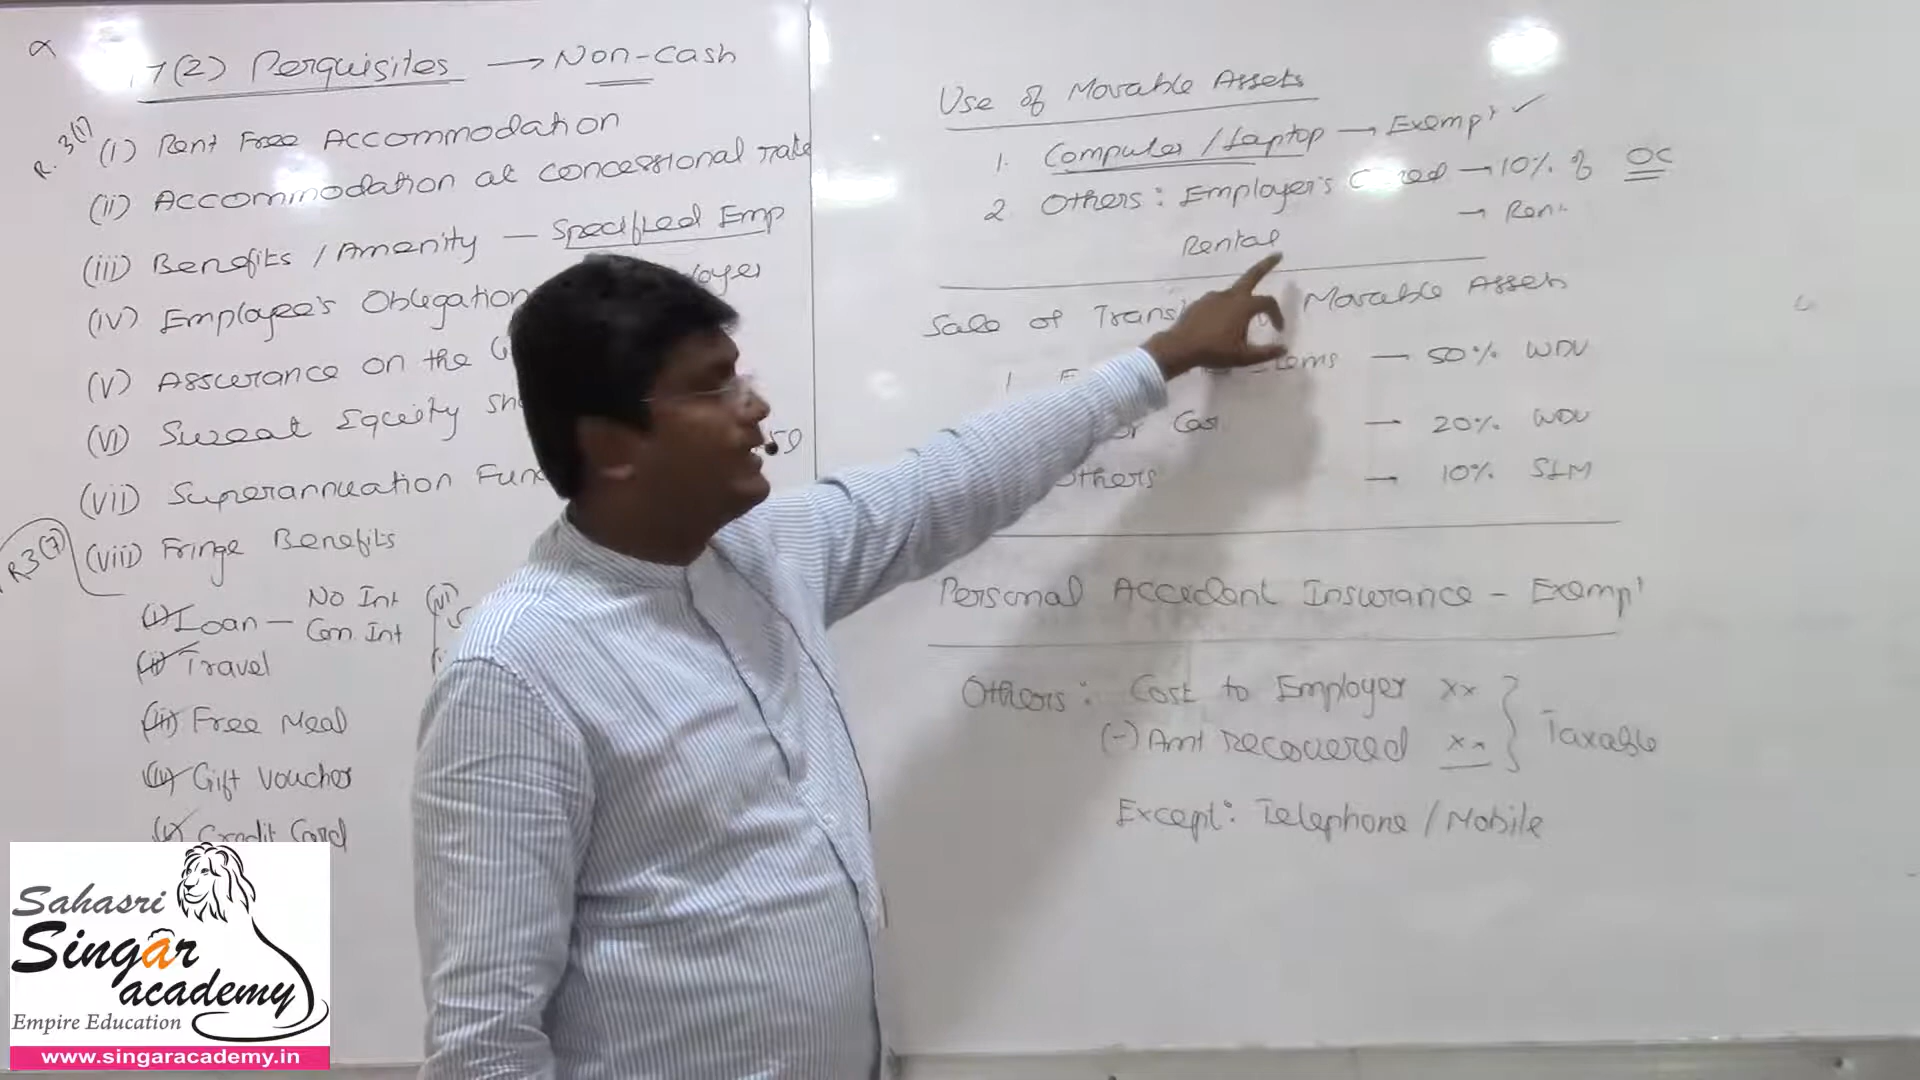 17(2) Perquisites → Non-cash
R. 3(1)
(i) Rent Free Accommodation
(ii) Accommodation at concessional rate
(iii) Benefits / Amenity — Specified Emp
(iv) Employee's Obligation
(v) Assurance on the
(vi) Sweat Equity
(vii) Superannuation
R3(7)
(viii) Fringe Benefits
(i) Loan — No Int
Con Int
(ii) Travel
(iii) Free Meal
(iv) Gift Voucher
(v) Credit Card
(vi)
Use of Movable Assets
1. Computer / Laptop → Exempt ✓
2 Others: Employer's → 10% of OC
Rental → Rent
Sale of Movable Assets
1. → 50% WDV
→ 20% WDV
Others → 10% SLM
Personal Accedent Insurance - Exempt
Others: Cost to Employer xx
(-) Amt recovered xx } Taxable
Except: Telephone / Mobile
Sahasri
Singar
academy
Empire Education
www.singaracademy.in